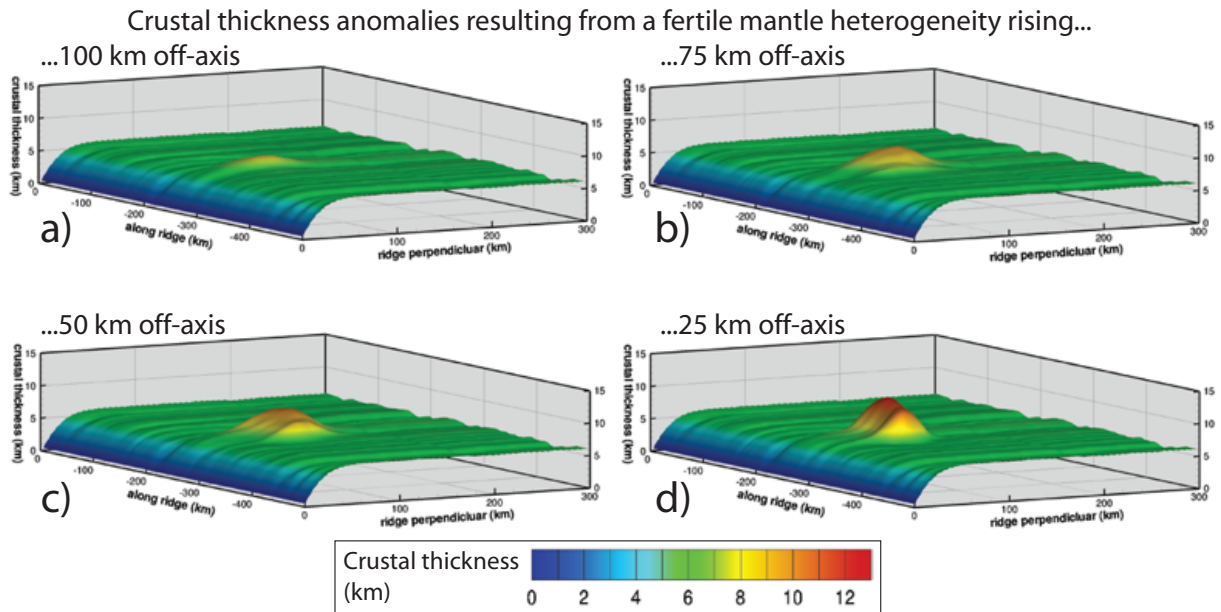 Crustal thickness anomalies resulting from a fertile mantle heterogeneity rising...
...100 km off-axis
crustal thickness (km)
15
10
5
0
0
-100
-200
-300
-400
along ridge (km)
0
100
200
300
ridge perpendicluar (km)
15
10
5
0
a)
...75 km off-axis
crustal thickness (km)
15
10
5
0
0
-100
-200
-300
-400
along ridge (km)
0
100
200
300
ridge perpendicluar (km)
15
10
5
0
b)
...50 km off-axis
crustal thickness (km)
15
10
5
0
0
-100
-200
-300
-400
along ridge (km)
0
100
200
300
ridge perpendicluar (km)
15
10
5
0
c)
...25 km off-axis
crustal thickness (km)
15
10
5
0
0
-100
-200
-300
-400
along ridge (km)
0
100
200
300
ridge perpendicluar (km)
15
10
5
0
d)
Crustal thickness
(km)
0 2 4 6 8 10 12